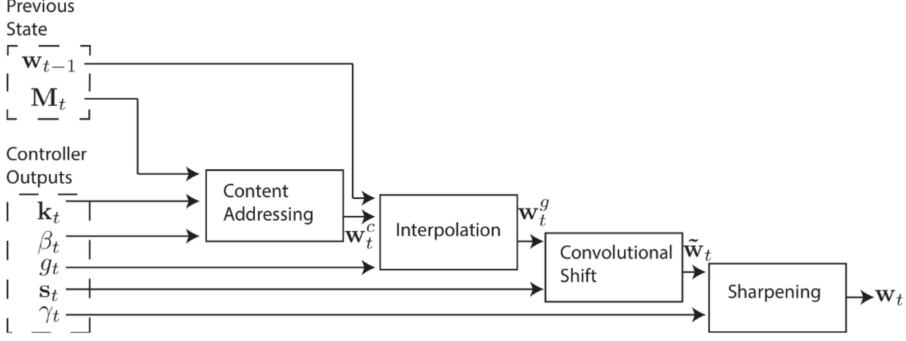 Previous
State
w_{t−1}
M_t
Controller
Outputs
k_t
β_t
g_t
s_t
γ_t
Content
Addressing
w_t^c
Interpolation
w_t^g
Convolutional
Shift
w̃_t
Sharpening
w_t